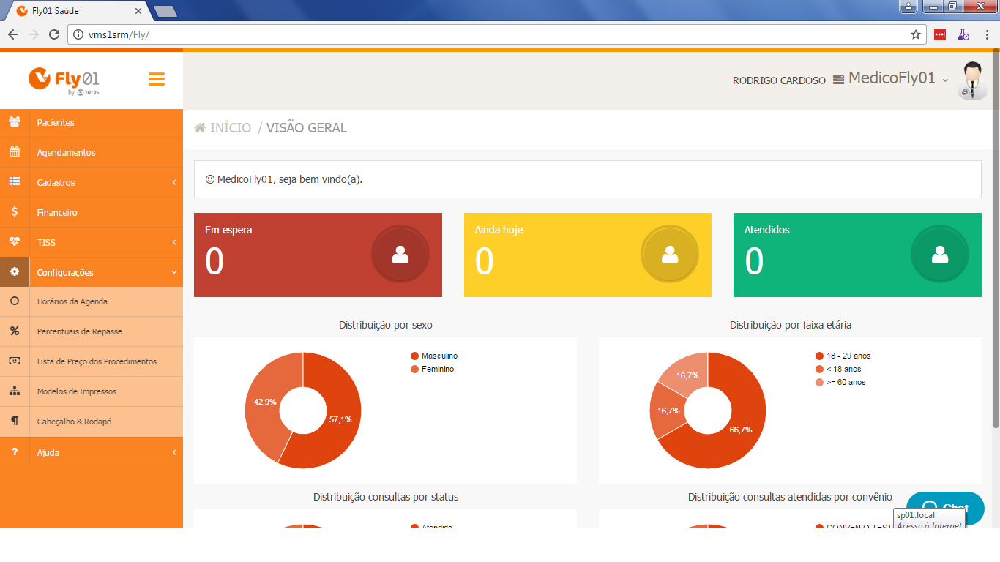 Fly01 Saúde
vms1srm/Fly/
Fly01
by TOTVS
RODRIGO CARDOSO MedicoFly01
Pacientes
Agendamentos
Cadastros
Financeiro
TISS
Configurações
Horários da Agenda
Percentuais de Repasse
Lista de Preço dos Procedimentos
Modelos de Impressos
Cabeçalho & Rodapé
Ajuda
INÍCIO / VISÃO GERAL
MedicoFly01, seja bem vindo(a).
Em espera
0
Ainda hoje
0
Atendidos
0
Distribuição por sexo
Masculino
Feminino
42,9%
57,1%
Distribuição por faixa etária
18 - 29 anos
< 18 anos
>= 60 anos
16,7%
16,7%
66,7%
Distribuição consultas por status
Atendido
Distribuição consultas atendidas por convênio
CONVENIO TEST
Chat
sp01.local
Acesso à Internet